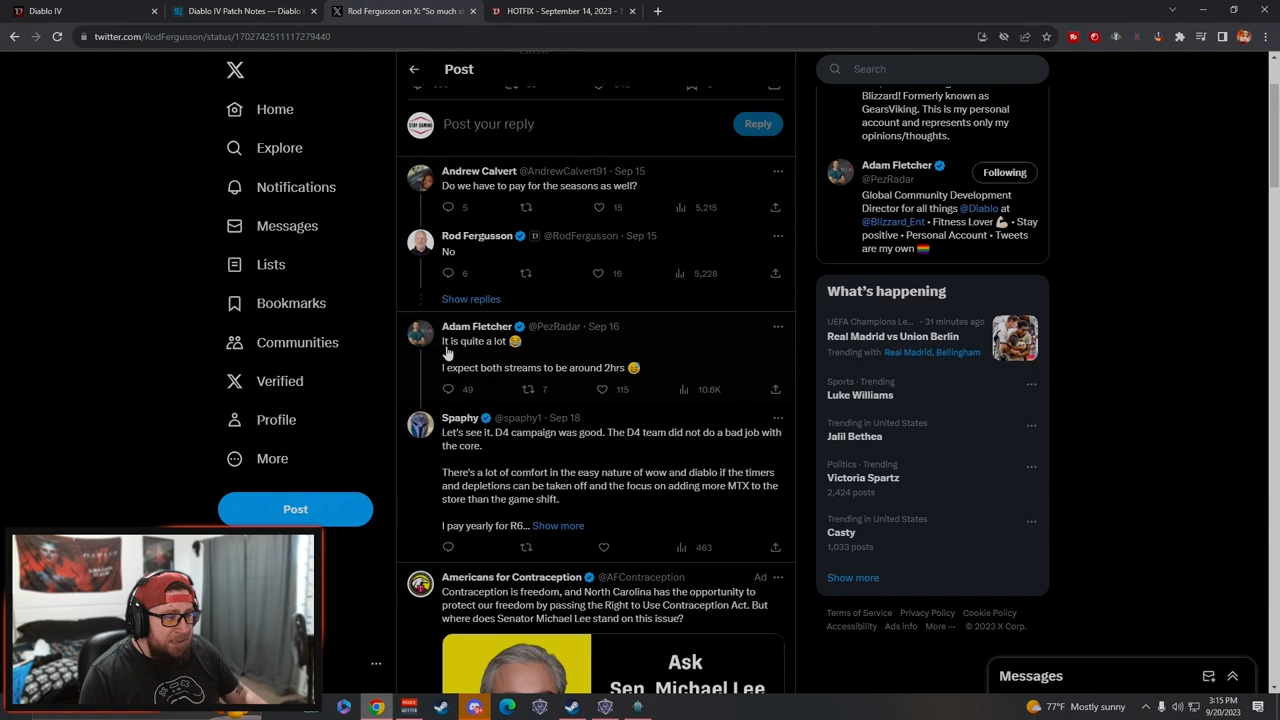 Diablo IV
Diablo IV Patch Notes — Diablo
Rod Fergusson on X: "So much s
HOTFIX - September 14, 2023 - 1
twitter.com/RodFergusson/status/1702742511117279440
Post
Search
Home
Explore
Notifications
Messages
Lists
Bookmarks
Communities
Verified
Profile
More
Post
Post your reply
Reply
Andrew Calvert @AndrewCalvert91 · Sep 15
Do we have to pay for the seasons as well?
5 15 5,215
Rod Fergusson @RodFergusson · Sep 15
No
6 16 5,228
Show replies
Adam Fletcher @PezRadar · Sep 16
It is quite a lot 😂
I expect both streams to be around 2hrs 😅
49 7 115 10.6K
Spaphy @spaphy1 · Sep 18
Let's see it. D4 campaign was good. The D4 team did not do a bad job with
the core.
There's a lot of comfort in the easy nature of wow and diablo if the timers
and depletions can be taken off and the focus on adding more MTX to the
store than the game shift.
I pay yearly for R6... Show more
463
Americans for Contraception @AFContraception Ad
Contraception is freedom, and North Carolina has the opportunity to
protect our freedom by passing the Right to Use Contraception Act. But
where does Senator Michael Lee stand on this issue?
Ask
Sen. Michael Lee
Blizzard! Formerly known as
GearsViking. This is my personal
account and represents only my
opinions/thoughts.
Adam Fletcher
@PezRadar
Following
Global Community Development
Director for all things @Diablo at
@Blizzard_Ent • Fitness Lover 💪🏻 • Stay
positive • Personal Account • Tweets
are my own 🏳️‍🌈
What's happening
UEFA Champions Le... · 31 minutes ago
Real Madrid vs Union Berlin
Trending with Real Madrid, Bellingham
Sports · Trending
Luke Williams
Trending in United States
Jalil Bethea
Politics · Trending
Victoria Spartz
2,424 posts
Trending in United States
Casty
1,033 posts
Show more
Terms of Service Privacy Policy Cookie Policy
Accessibility Ads info More ··· © 2023 X Corp.
Messages
77°F Mostly sunny
3:15 PM
9/20/2023